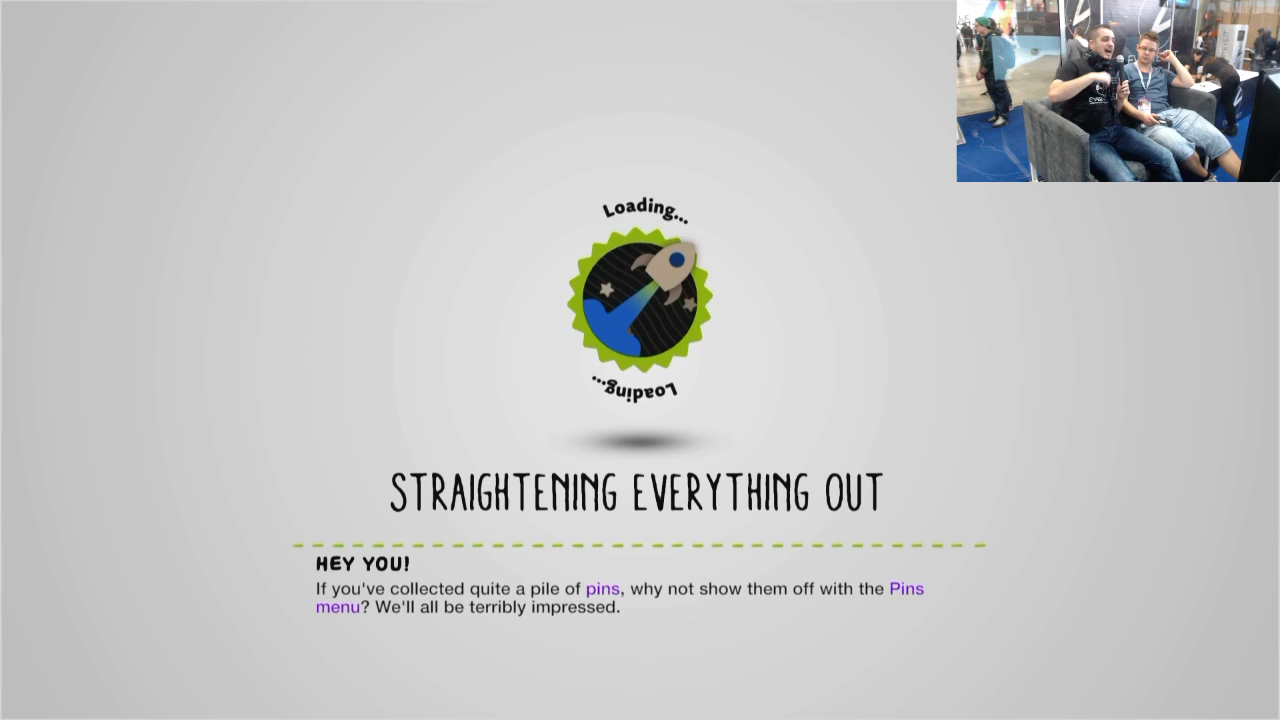 Loading...
Loading...
STRAIGHTENING EVERYTHING OUT
HEY YOU!
If you've collected quite a pile of pins, why not show them off with the Pins
menu? We'll all be terribly impressed.